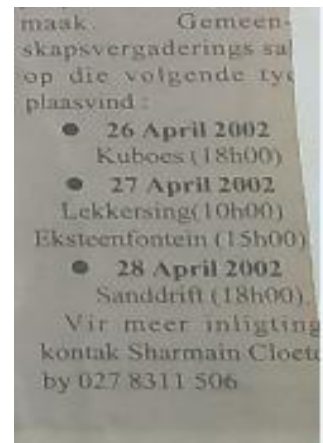 maak. Gemeen-
skapsvergaderings sal
op die volgende tye
plaasvind :
● 26 April 2002
Kuboes (18h00)
● 27 April 2002
Lekkersing(10h00)
Eksteenfontein (15h00)
● 28 April 2002
Sanddrift (18h00).
Vir meer inligting
kontak Sharmain Cloete
by 027 8311 506